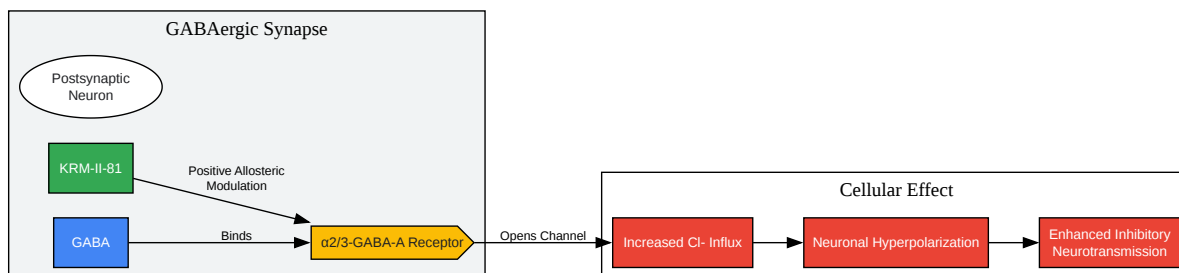 GABAergic Synapse
Postsynaptic
Neuron
KRM-II-81
Positive Allosteric
Modulation
GABA
Binds
α2/3-GABA-A Receptor
Opens Channel
Cellular Effect
Increased Cl- Influx
Neuronal Hyperpolarization
Enhanced Inhibitory
Neurotransmission